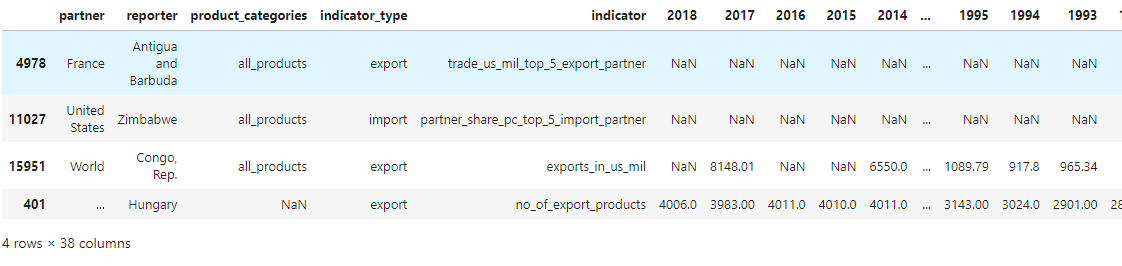 partner reporter product_categories indicator_type indicator 2018 2017 2016 2015 2014 ... 1995 1994 1993
4978 France Antigua and Barbuda all_products export trade_us_mil_top_5_export_partner NaN NaN NaN NaN NaN ... NaN NaN NaN
11027 United States Zimbabwe all_products import partner_share_pc_top_5_import_partner NaN NaN NaN NaN NaN ... NaN NaN NaN
15951 World Congo, Rep. all_products export exports_in_us_mil NaN 8148.01 NaN NaN 6550.0 ... 1089.79 917.8 965.34
401 ... Hungary NaN export no_of_export_products 4006.0 3983.00 4011.0 4010.0 4011.0 ... 3143.00 3024.0 2901.00
4 rows × 38 columns